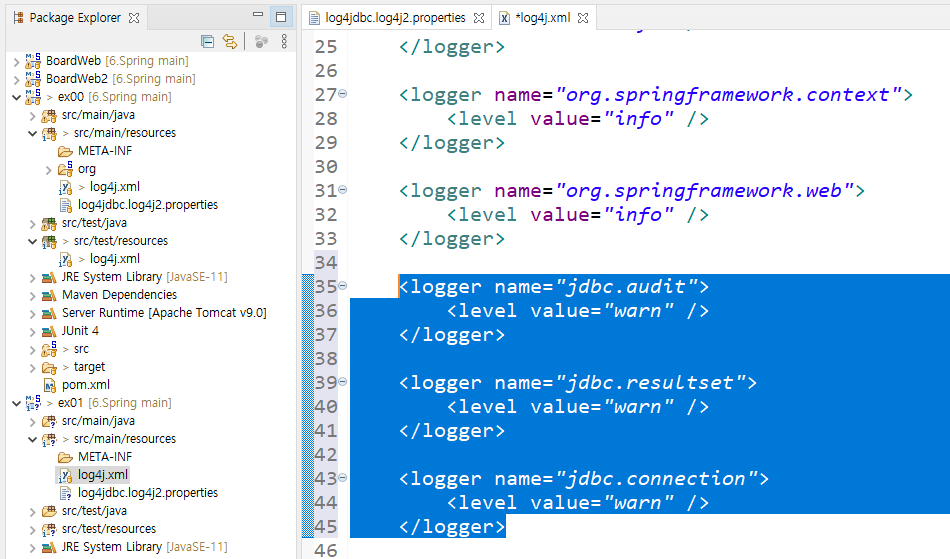 Package Explorer
BoardWeb [6.Spring main]
BoardWeb2 [6.Spring main]
> ex00 [6.Spring main]
src/main/java
> src/main/resources
META-INF
org
> log4j.xml
log4jdbc.log4j2.properties
src/test/java
> src/test/resources
> log4j.xml
JRE System Library [JavaSE-11]
Maven Dependencies
Server Runtime [Apache Tomcat v9.0]
JUnit 4
> src
> target
pom.xml
> ex01 [6.Spring main]
src/main/java
> src/main/resources
META-INF
log4j.xml
log4jdbc.log4j2.properties
src/test/java
src/test/resources
JRE System Library [JavaSE-11]
log4jdbc.log4j2.properties *log4j.xml
25 </logger>
26
27 <logger name="org.springframework.context">
28 <level value="info" />
29 </logger>
30
31 <logger name="org.springframework.web">
32 <level value="info" />
33 </logger>
34
35 <logger name="jdbc.audit">
36 <level value="warn" />
37 </logger>
38
39 <logger name="jdbc.resultset">
40 <level value="warn" />
41 </logger>
42
43 <logger name="jdbc.connection">
44 <level value="warn" />
45 </logger>
46